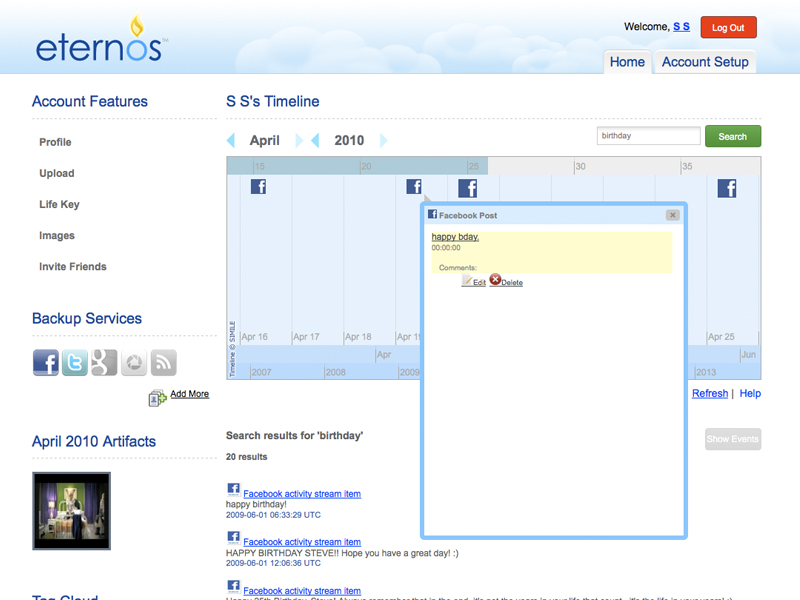 eternos
Welcome, S S
Log Out
Home
Account Setup
Account Features
Profile
Upload
Life Key
Images
Invite Friends
Backup Services
Add More
April 2010 Artifacts
Tag Cloud
S S's Timeline
April
2010
birthday
Search
15
20
25
30
35
Facebook Post
happy bday.
00:00:00
Comments:
Edit
Delete
Timeline © SIMILE
Apr 16
Apr 17
Apr 18
Apr 19
Apr 25
Apr
Jun
2007
2008
2009
2013
Refresh | Help
Search results for 'birthday'
Show Events
20 results
Facebook activity stream item
happy birthday!
2009-06-01 06:33:29 UTC
Facebook activity stream item
HAPPY BIRTHDAY STEVE!! Hope you have a great day! :)
2009-06-01 12:06:36 UTC
Facebook activity stream item